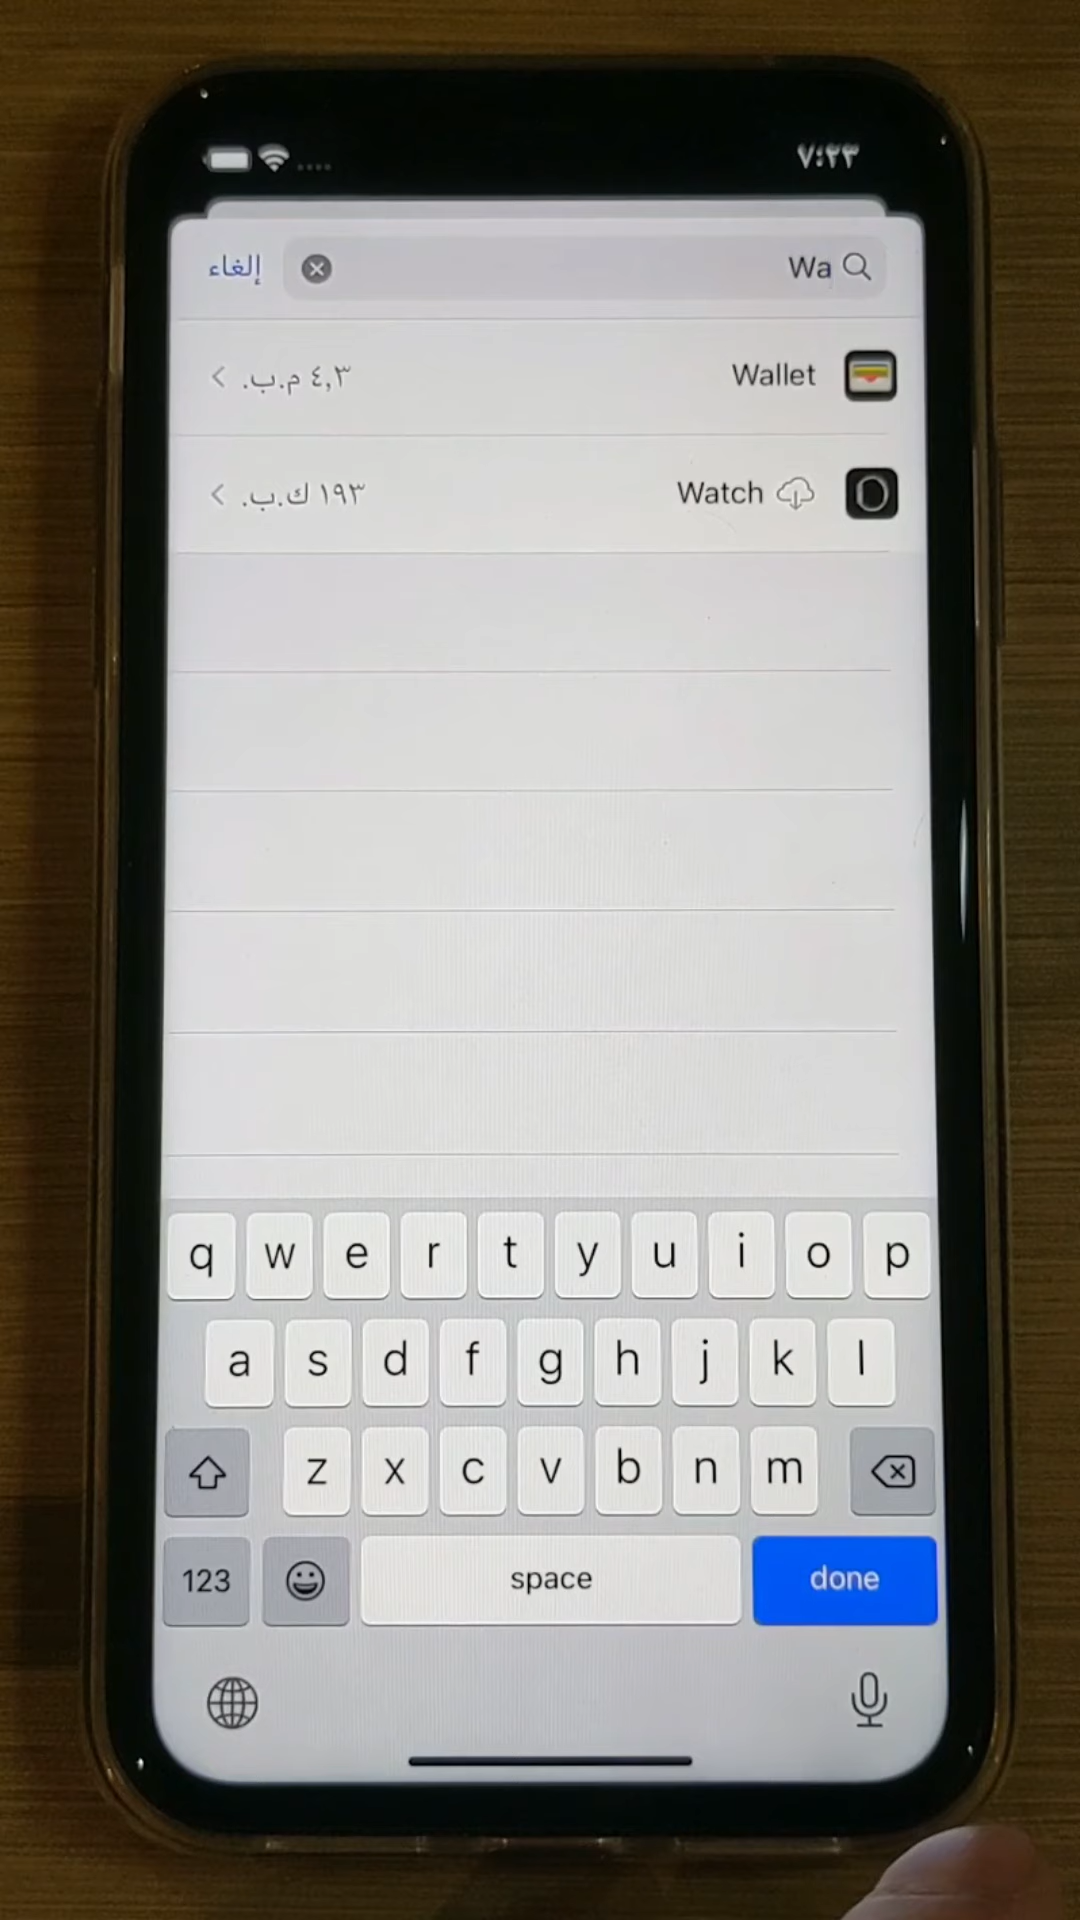 ٧:٢٣
Wa
إلغاء
Wallet
٤,٣ م.ب.
Watch
١٩٣ ك.ب.
q w e r t y u i o p
a s d f g h j k l
z x c v b n m
123 space done